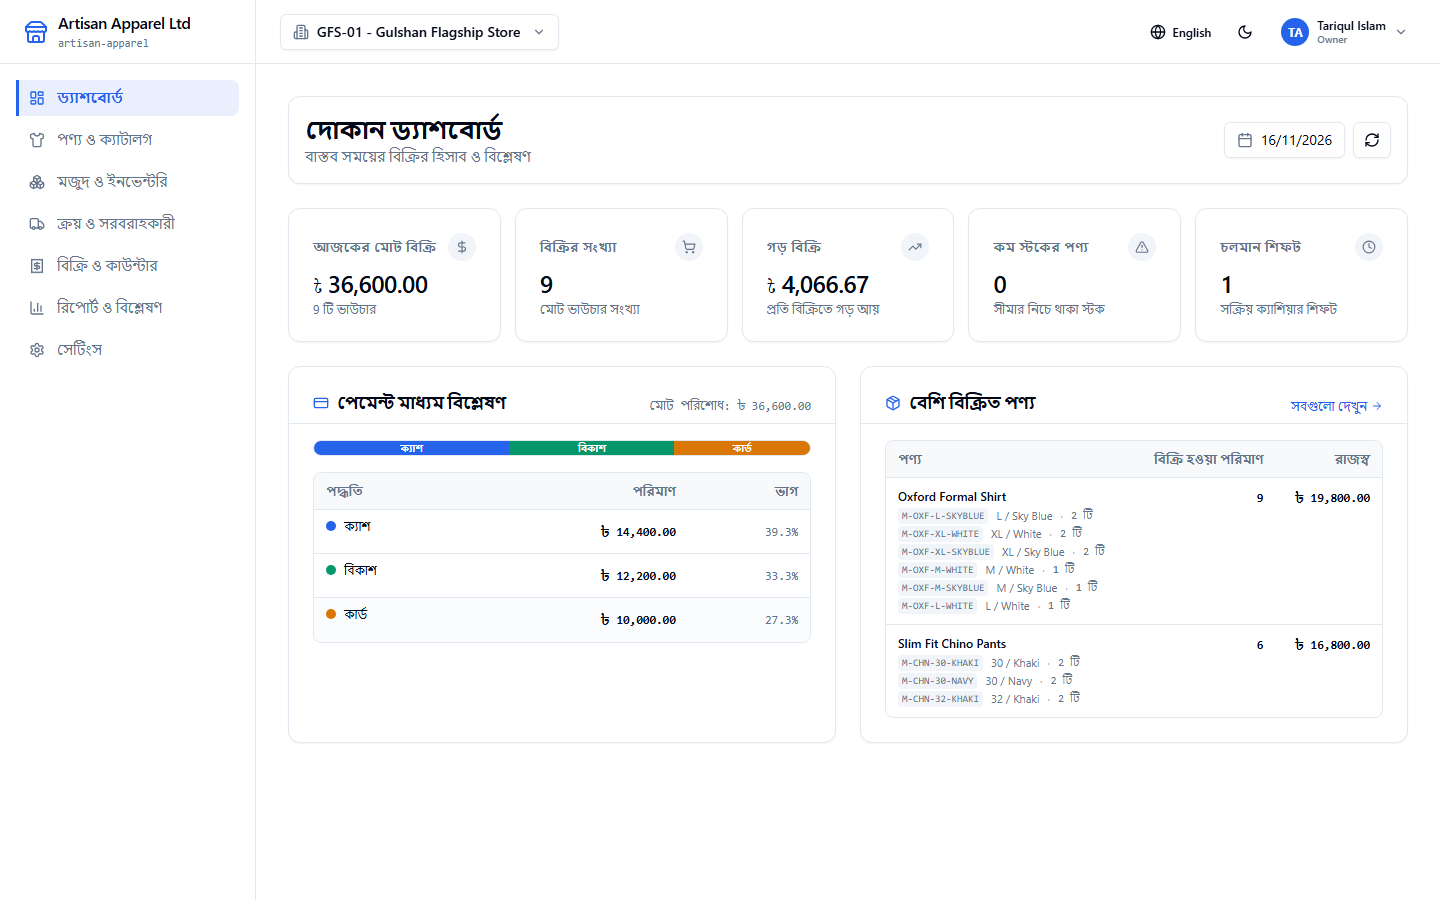 Artisan Apparel Ltd
artisan-apparel
GFS-01 - Gulshan Flagship Store
English
TA
Tariqul Islam
Owner
ড্যাশবোর্ড
পণ্য ও ক্যাটালগ
মজুদ ও ইনভেন্টরি
ক্রয় ও সরবরাহকারী
বিক্রি ও কাউন্টার
রিপোর্ট ও বিশ্লেষণ
সেটিংস
দোকান ড্যাশবোর্ড
বাস্তব সময়ের বিক্রির হিসাব ও বিশ্লেষণ
16/11/2026
আজকের মোট বিক্রি
৳ 36,600.00
9 টি ভাউচার
বিক্রির সংখ্যা
9
মোট ভাউচার সংখ্যা
গড় বিক্রি
৳ 4,066.67
প্রতি বিক্রিতে গড় আয়
কম স্টকের পণ্য
0
সীমার নিচে থাকা স্টক
চলমান শিফট
1
সক্রিয় ক্যাশিয়ার শিফট
পেমেন্ট মাধ্যম বিশ্লেষণ
মোট পরিশোধ: ৳ 36,600.00
ক্যাশ বিকাশ কার্ড
পদ্ধতি পরিমাণ ভাগ
ক্যাশ ৳ 14,400.00 39.3%
বিকাশ ৳ 12,200.00 33.3%
কার্ড ৳ 10,000.00 27.3%
বেশি বিক্রিত পণ্য
সবগুলো দেখুন →
পণ্য বিক্রি হওয়া পরিমাণ রাজস্ব
Oxford Formal Shirt 9 ৳ 19,800.00
M-OXF-L-SKYBLUE L / Sky Blue · 2 টি
M-OXF-XL-WHITE XL / White · 2 টি
M-OXF-XL-SKYBLUE XL / Sky Blue · 2 টি
M-OXF-M-WHITE M / White · 1 টি
M-OXF-M-SKYBLUE M / Sky Blue · 1 টি
M-OXF-L-WHITE L / White · 1 টি
Slim Fit Chino Pants 6 ৳ 16,800.00
M-CHN-30-KHAKI 30 / Khaki · 2 টি
M-CHN-30-NAVY 30 / Navy · 2 টি
M-CHN-32-KHAKI 32 / Khaki · 2 টি